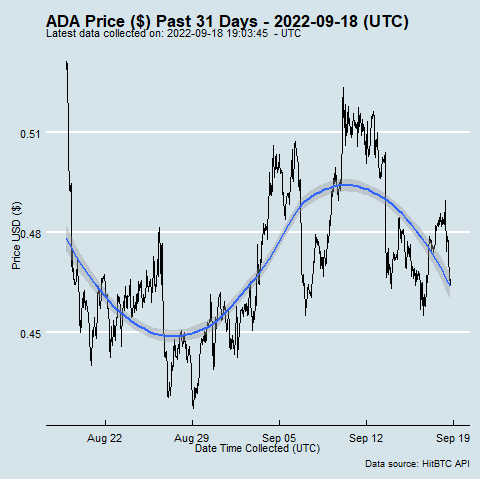 ADA Price ($) Past 31 Days - 2022-09-18 (UTC)
Latest data collected on: 2022-09-18 19:03:45 - UTC
Price USD ($)
0.51
0.48
0.45
Aug 22 Aug 29 Sep 05 Sep 12 Sep 19
Date Time Collected (UTC)
Data source: HitBTC API